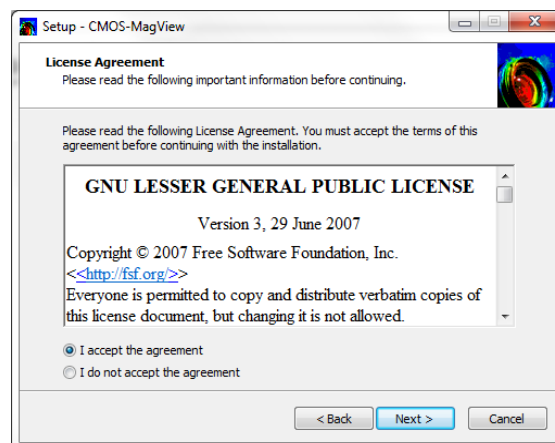 Setup - CMOS-MagView
License Agreement
Please read the following important information before continuing.
Please read the following License Agreement. You must accept the terms of this
agreement before continuing with the installation.
GNU LESSER GENERAL PUBLIC LICENSE
Version 3, 29 June 2007
Copyright © 2007 Free Software Foundation, Inc.
<<http://fsf.org/>>
Everyone is permitted to copy and distribute verbatim copies of
this license document, but changing it is not allowed.
I accept the agreement
I do not accept the agreement
< Back Next > Cancel